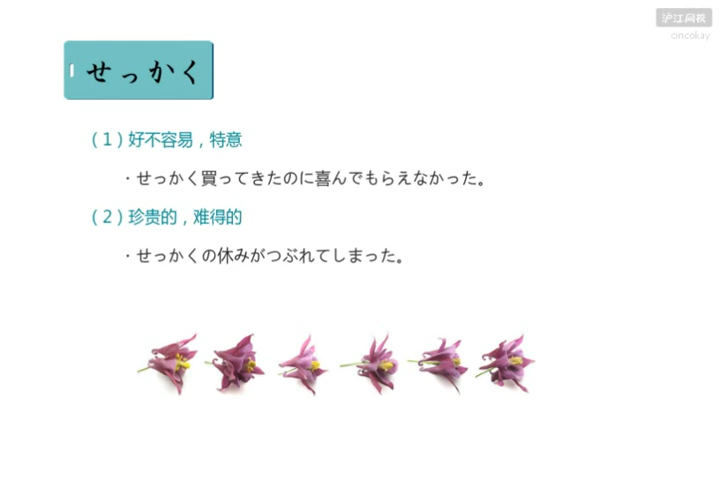 沪江网校
cincokay
せっかく
（1）好不容易，特意
・せっかく買ってきたのに喜んでもらえなかった。
（2）珍贵的，难得的
・せっかくの休みがつぶれてしまった。